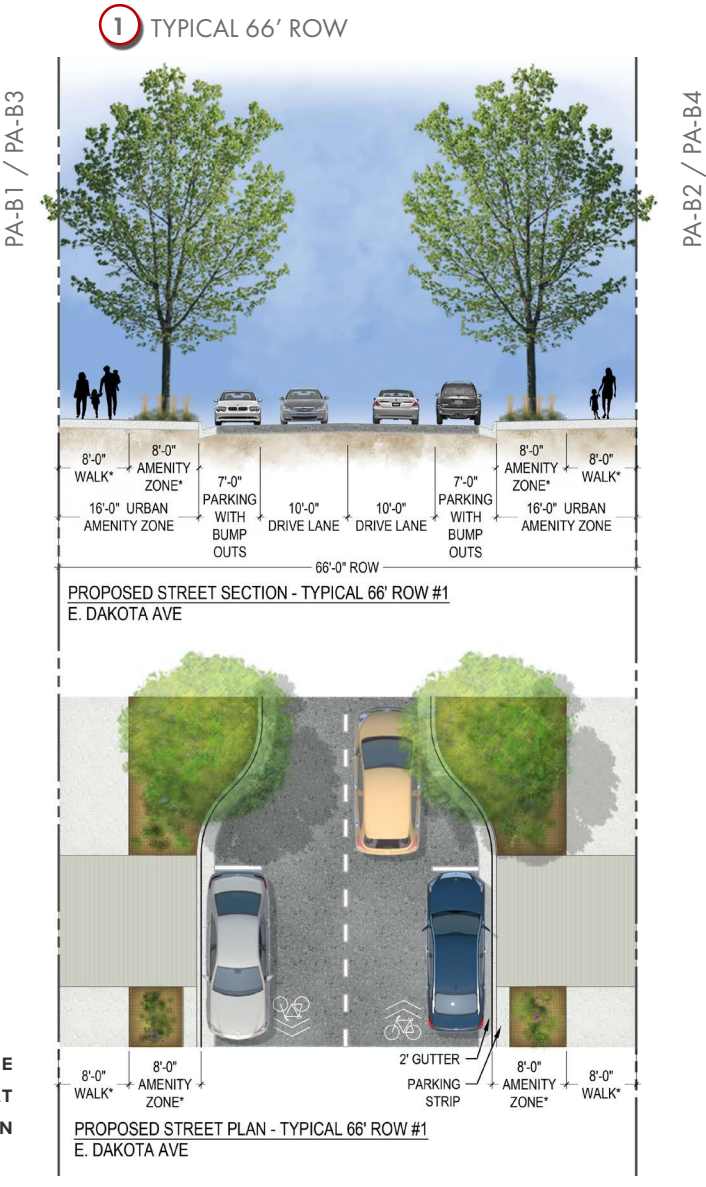 1 TYPICAL 66' ROW
PA-B1 / PA-B3
PA-B2 / PA-B4
8'-0"
WALK*
8'-0"
AMENITY
ZONE*
16'-0" URBAN
AMENITY ZONE
7'-0"
PARKING
WITH
BUMP
OUTS
10'-0"
DRIVE LANE
10'-0"
DRIVE LANE
7'-0"
PARKING
WITH
BUMP
OUTS
8'-0"
AMENITY
ZONE*
8'-0"
WALK*
16'-0" URBAN
AMENITY ZONE
66'-0" ROW
PROPOSED STREET SECTION - TYPICAL 66' ROW #1
E. DAKOTA AVE
2' GUTTER
PARKING
STRIP
8'-0"
WALK*
8'-0"
AMENITY
ZONE*
8'-0"
AMENITY
ZONE*
8'-0"
WALK*
PROPOSED STREET PLAN - TYPICAL 66' ROW #1
E. DAKOTA AVE
E
T
N